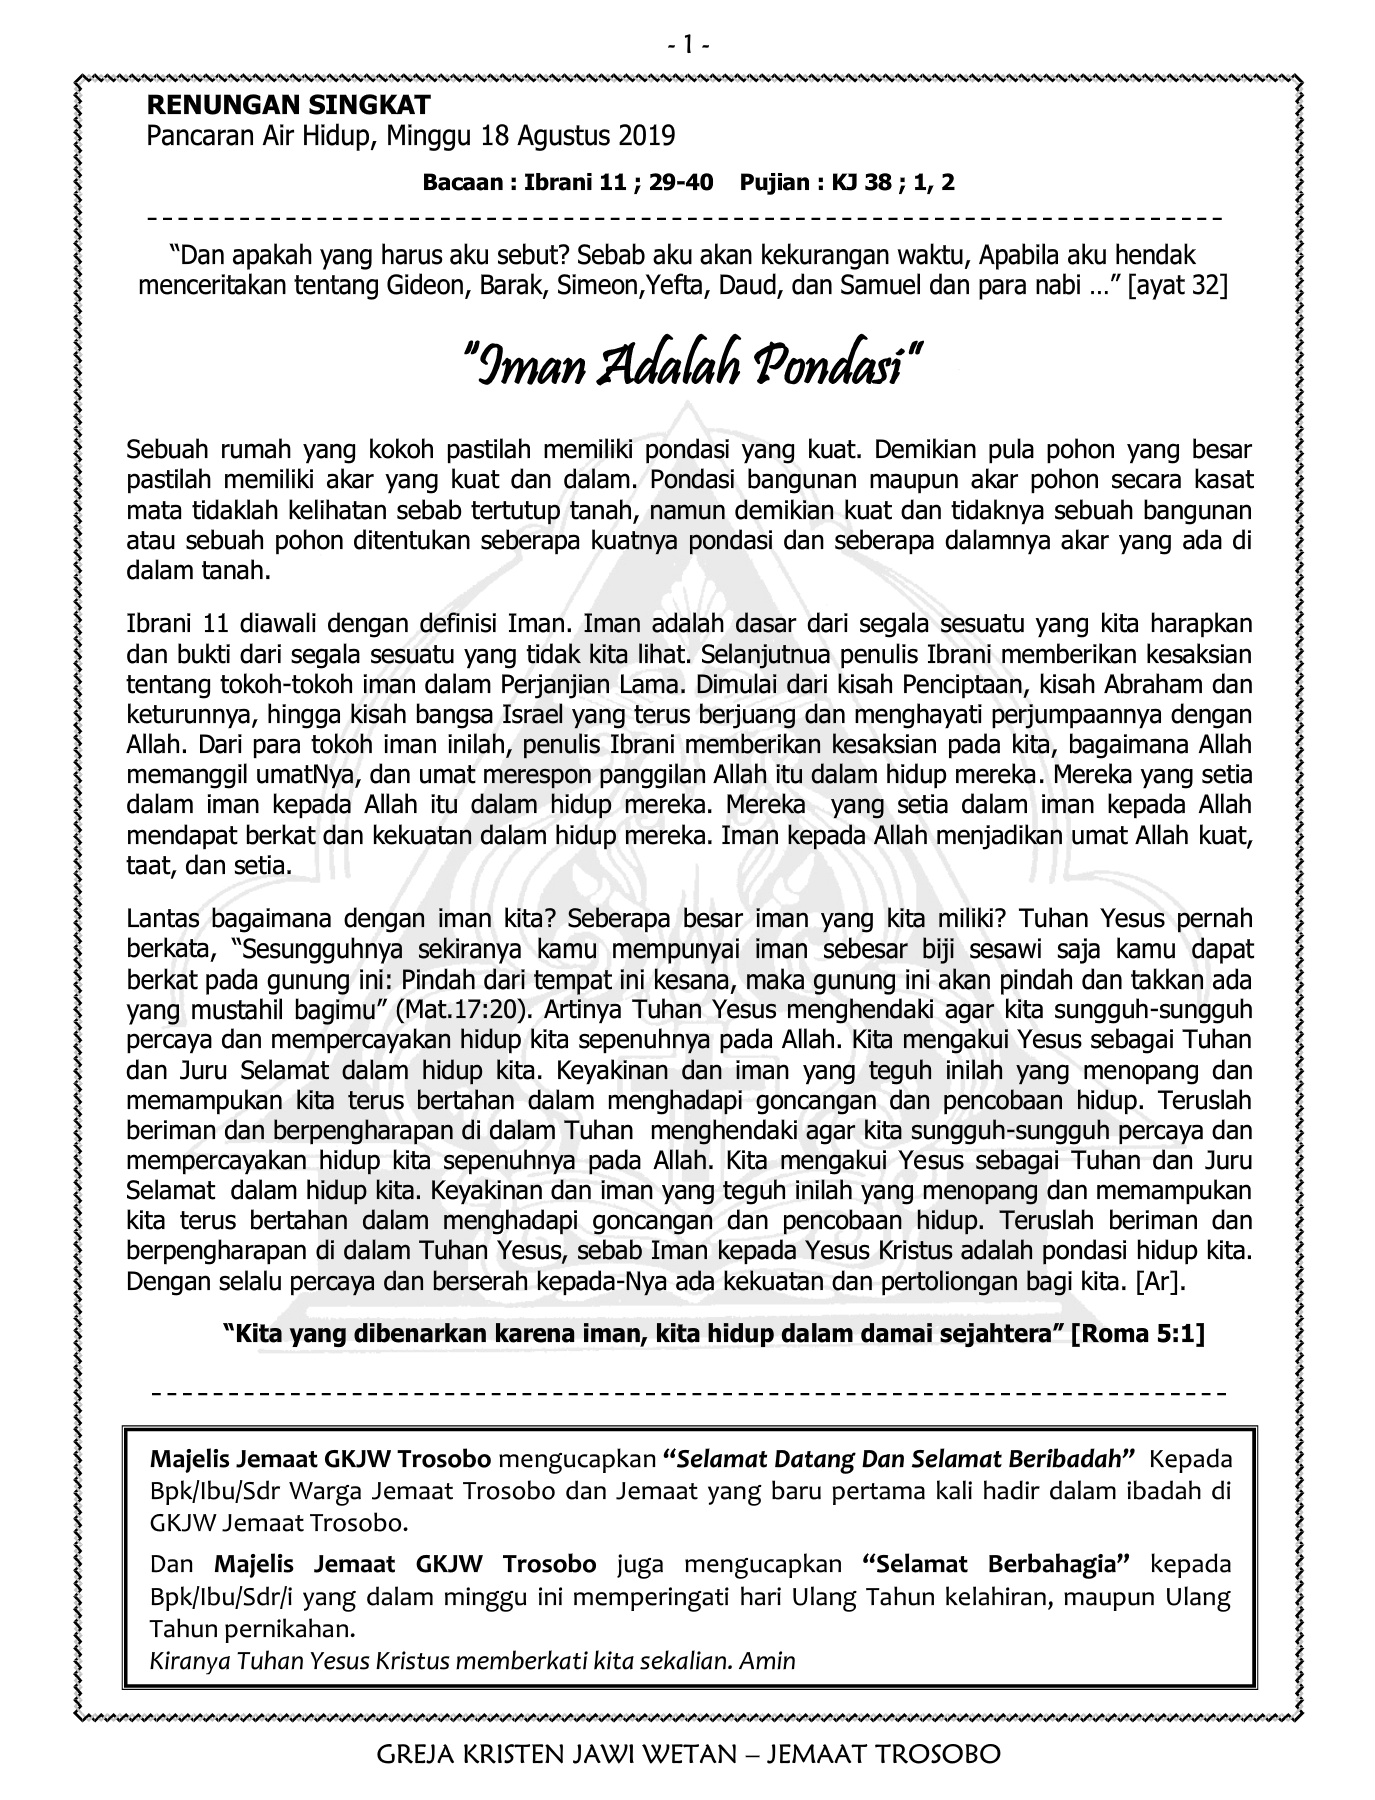 - 1 -
RENUNGAN SINGKAT
Pancaran Air Hidup, Minggu 18 Agustus 2019
Bacaan : Ibrani 11 ; 29-40    Pujian : KJ 38 ; 1, 2
“Dan apakah yang harus aku sebut? Sebab aku akan kekurangan waktu, Apabila aku hendak
menceritakan tentang Gideon, Barak, Simeon,Yefta, Daud, dan Samuel dan para nabi …” [ayat 32]
"Iman Adalah Pondasi"
Sebuah rumah yang kokoh pastilah memiliki pondasi yang kuat. Demikian pula pohon yang besar
pastilah memiliki akar yang kuat dan dalam. Pondasi bangunan maupun akar pohon secara kasat
mata tidaklah kelihatan sebab tertutup tanah, namun demikian kuat dan tidaknya sebuah bangunan
atau sebuah pohon ditentukan seberapa kuatnya pondasi dan seberapa dalamnya akar yang ada di
dalam tanah.
Ibrani 11 diawali dengan definisi Iman. Iman adalah dasar dari segala sesuatu yang kita harapkan
dan bukti dari segala sesuatu yang tidak kita lihat. Selanjutnua penulis Ibrani memberikan kesaksian
tentang tokoh-tokoh iman dalam Perjanjian Lama. Dimulai dari kisah Penciptaan, kisah Abraham dan
keturunnya, hingga kisah bangsa Israel yang terus berjuang dan menghayati perjumpaannya dengan
Allah. Dari para tokoh iman inilah, penulis Ibrani memberikan kesaksian pada kita, bagaimana Allah
memanggil umatNya, dan umat merespon panggilan Allah itu dalam hidup mereka. Mereka yang setia
dalam iman kepada Allah itu dalam hidup mereka. Mereka  yang setia dalam iman kepada Allah
mendapat berkat dan kekuatan dalam hidup mereka. Iman kepada Allah menjadikan umat Allah kuat,
taat, dan setia.
Lantas bagaimana dengan iman kita? Seberapa besar iman yang kita miliki? Tuhan Yesus pernah
berkata, “Sesungguhnya sekiranya kamu mempunyai iman sebesar biji sesawi saja kamu dapat
berkat pada gunung ini: Pindah dari tempat ini kesana, maka gunung ini akan pindah dan takkan ada
yang mustahil bagimu” (Mat.17:20). Artinya Tuhan Yesus menghendaki agar kita sungguh-sungguh
percaya dan mempercayakan hidup kita sepenuhnya pada Allah. Kita mengakui Yesus sebagai Tuhan
dan Juru Selamat dalam hidup kita. Keyakinan dan iman yang teguh inilah yang menopang dan
memampukan kita terus bertahan dalam menghadapi goncangan dan pencobaan hidup. Teruslah
beriman dan berpengharapan di dalam Tuhan  menghendaki agar kita sungguh-sungguh percaya dan
mempercayakan hidup kita sepenuhnya pada Allah. Kita mengakui Yesus sebagai Tuhan dan Juru
Selamat  dalam hidup kita. Keyakinan dan iman yang teguh inilah yang menopang dan memampukan
kita terus bertahan dalam menghadapi goncangan dan pencobaan hidup. Teruslah beriman dan
berpengharapan di dalam Tuhan Yesus, sebab Iman kepada Yesus Kristus adalah pondasi hidup kita.
Dengan selalu percaya dan berserah kepada-Nya ada kekuatan dan pertoliongan bagi kita. [Ar].
“Kita yang dibenarkan karena iman, kita hidup dalam damai sejahtera” [Roma 5:1]
Majelis Jemaat GKJW Trosobo mengucapkan “Selamat Datang Dan Selamat Beribadah”  Kepada
Bpk/Ibu/Sdr Warga Jemaat Trosobo dan Jemaat yang baru pertama kali hadir dalam ibadah di
GKJW Jemaat Trosobo.
Dan Majelis Jemaat GKJW Trosobo juga mengucapkan “Selamat Berbahagia” kepada
Bpk/Ibu/Sdr/i yang dalam minggu ini memperingati hari Ulang Tahun kelahiran, maupun Ulang
Tahun pernikahan.
Kiranya Tuhan Yesus Kristus memberkati kita sekalian. Amin
GREJA KRISTEN JAWI WETAN – JEMAAT TROSOBO